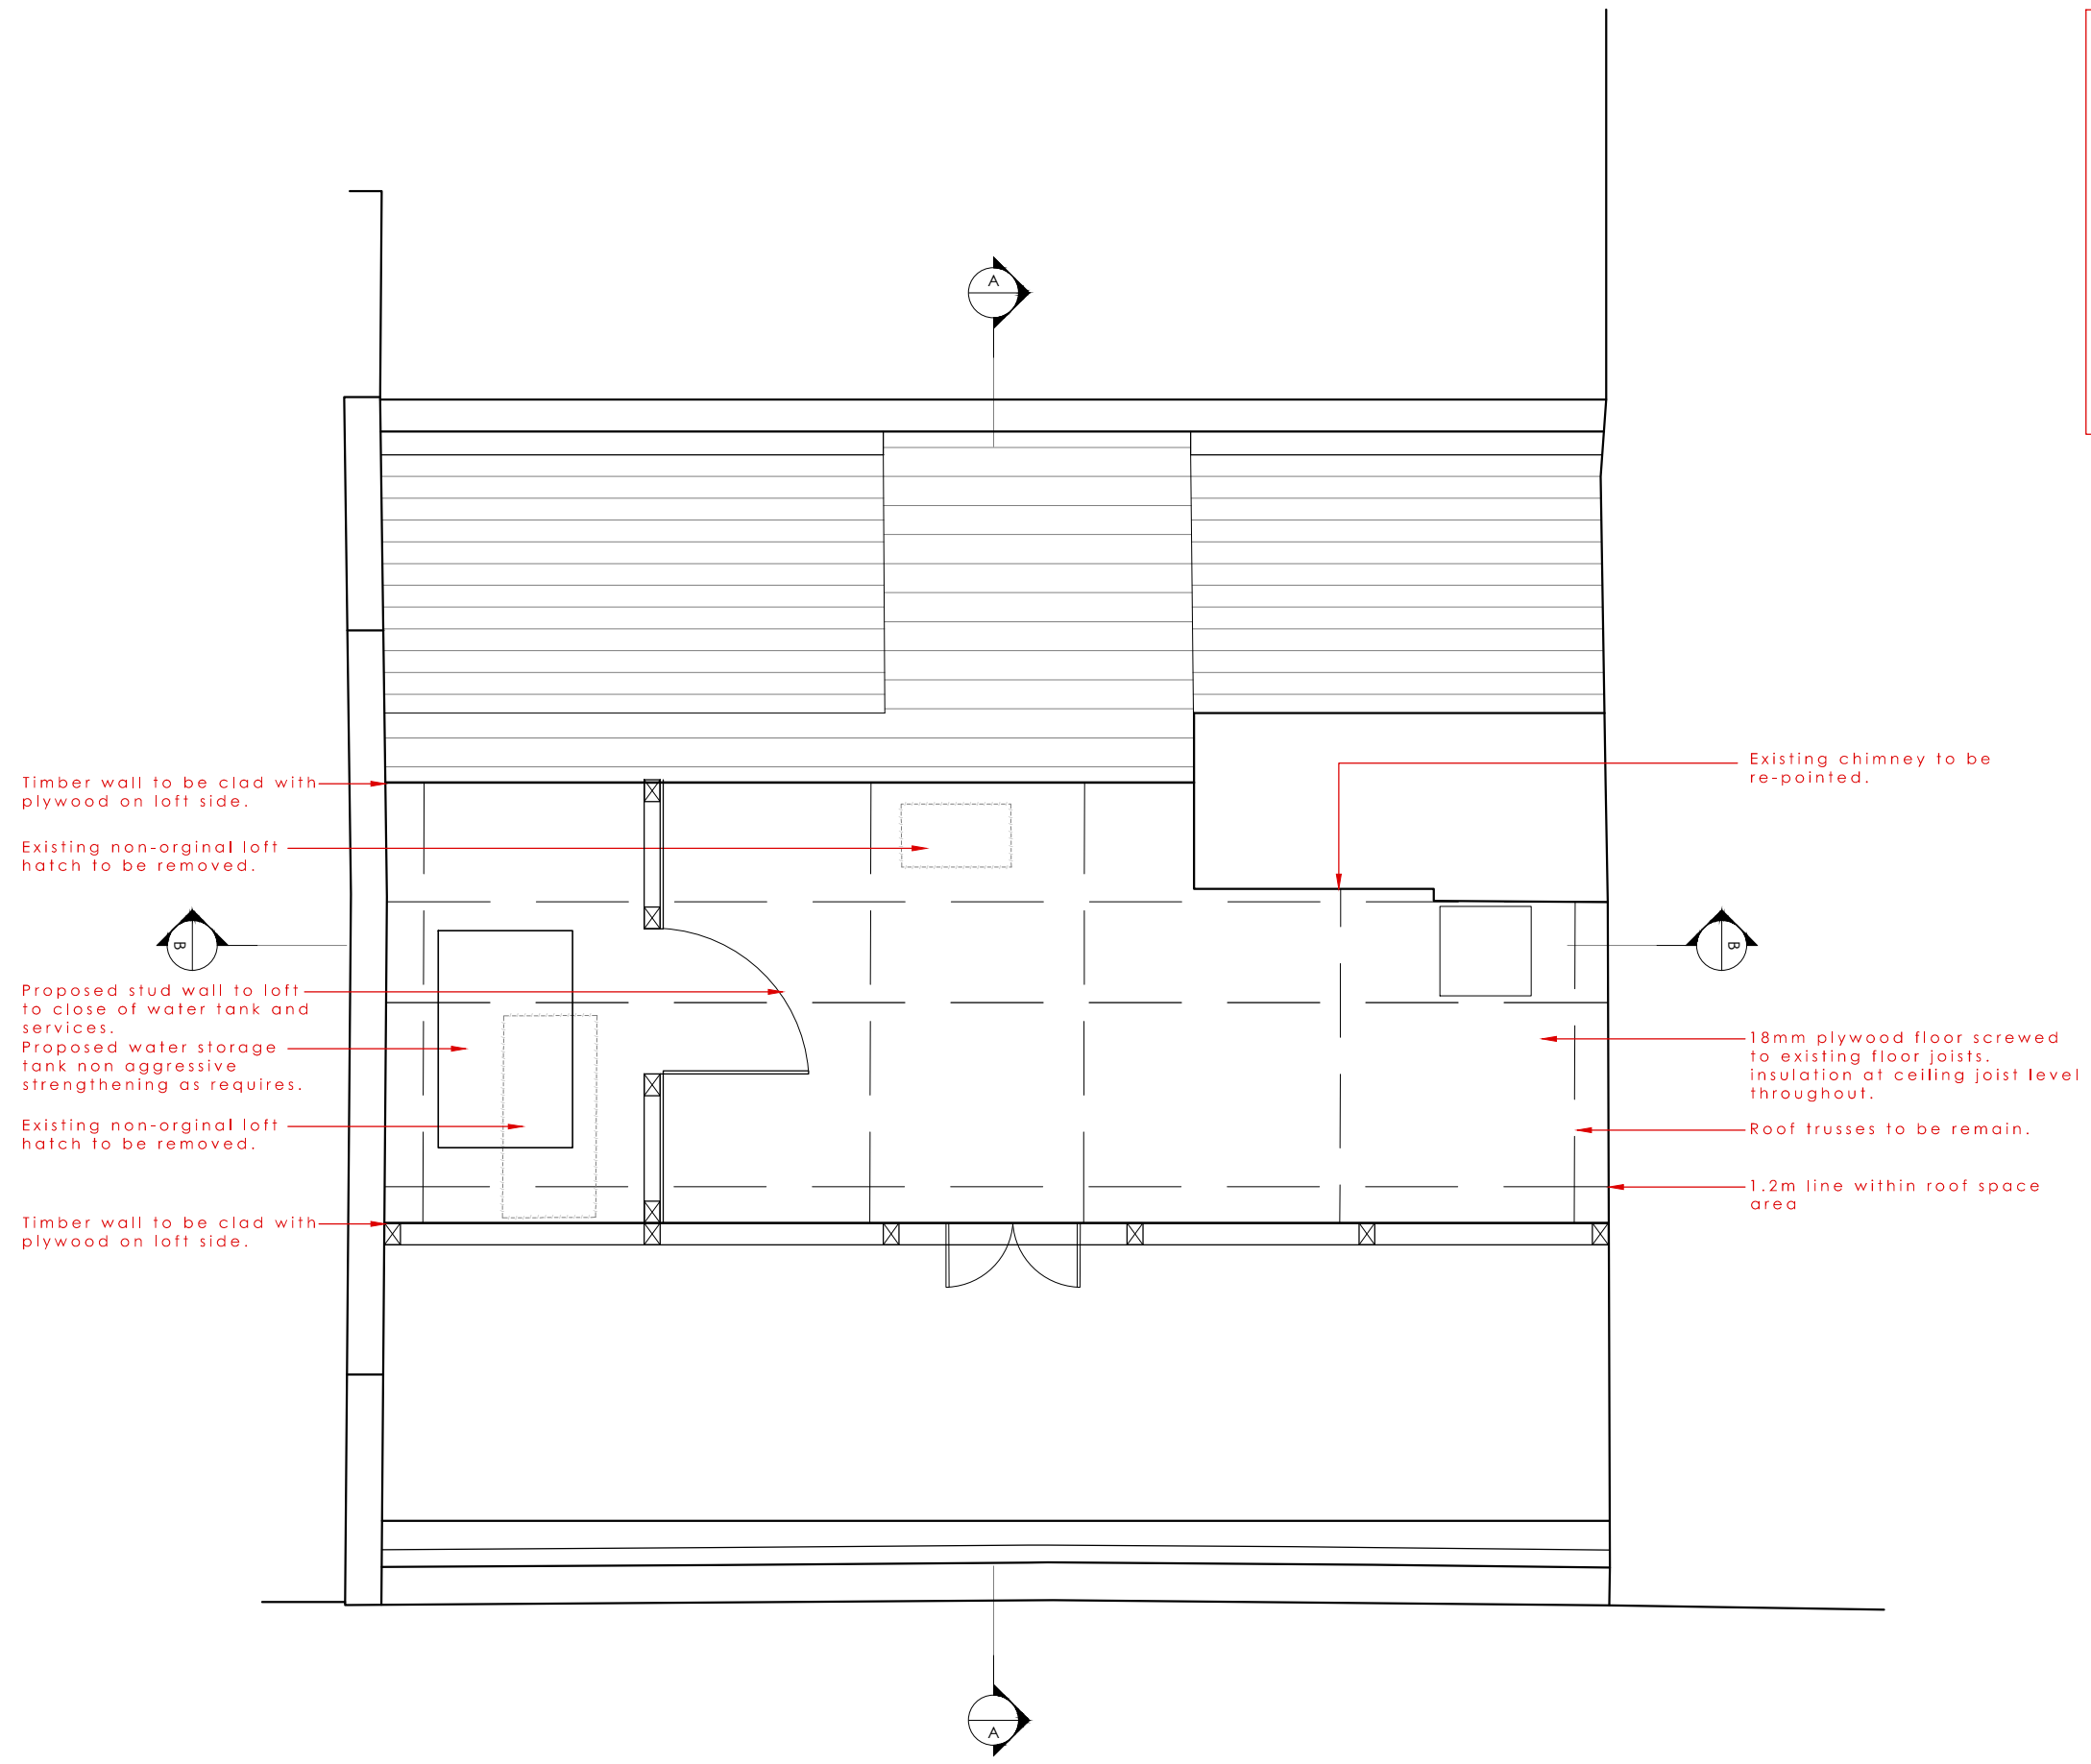 A
Timber wall to be clad with
plywood on loft side.
Existing non-orginal loft
hatch to be removed.
B
Proposed stud wall to loft
to close of water tank and
services.
Proposed water storage
tank non aggressive
strengthening as requires.
Existing non-orginal loft
hatch to be removed.
Timber wall to be clad with
plywood on loft side.
Existing chimney to be
re-pointed.
B
18mm plywood floor screwed
to existing floor joists.
insulation at ceiling joist level
throughout.
Roof trusses to be remain.
1.2m line within roof space
area
A